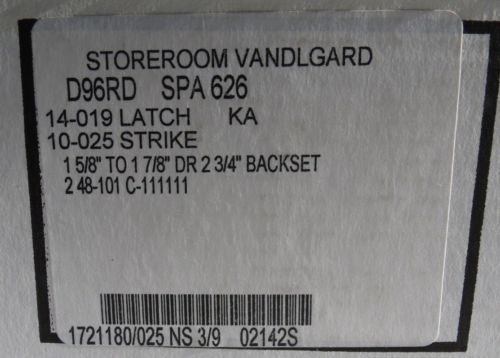 STOREROOM VANDLGARD
D96RD SPA 626
14-019 LATCH KA
10-025 STRIKE
1 5/8" TO 1 7/8" DR 2 3/4" BACKSET
2 48-101 C-111111
1721180/025 NS 3/9 02142S